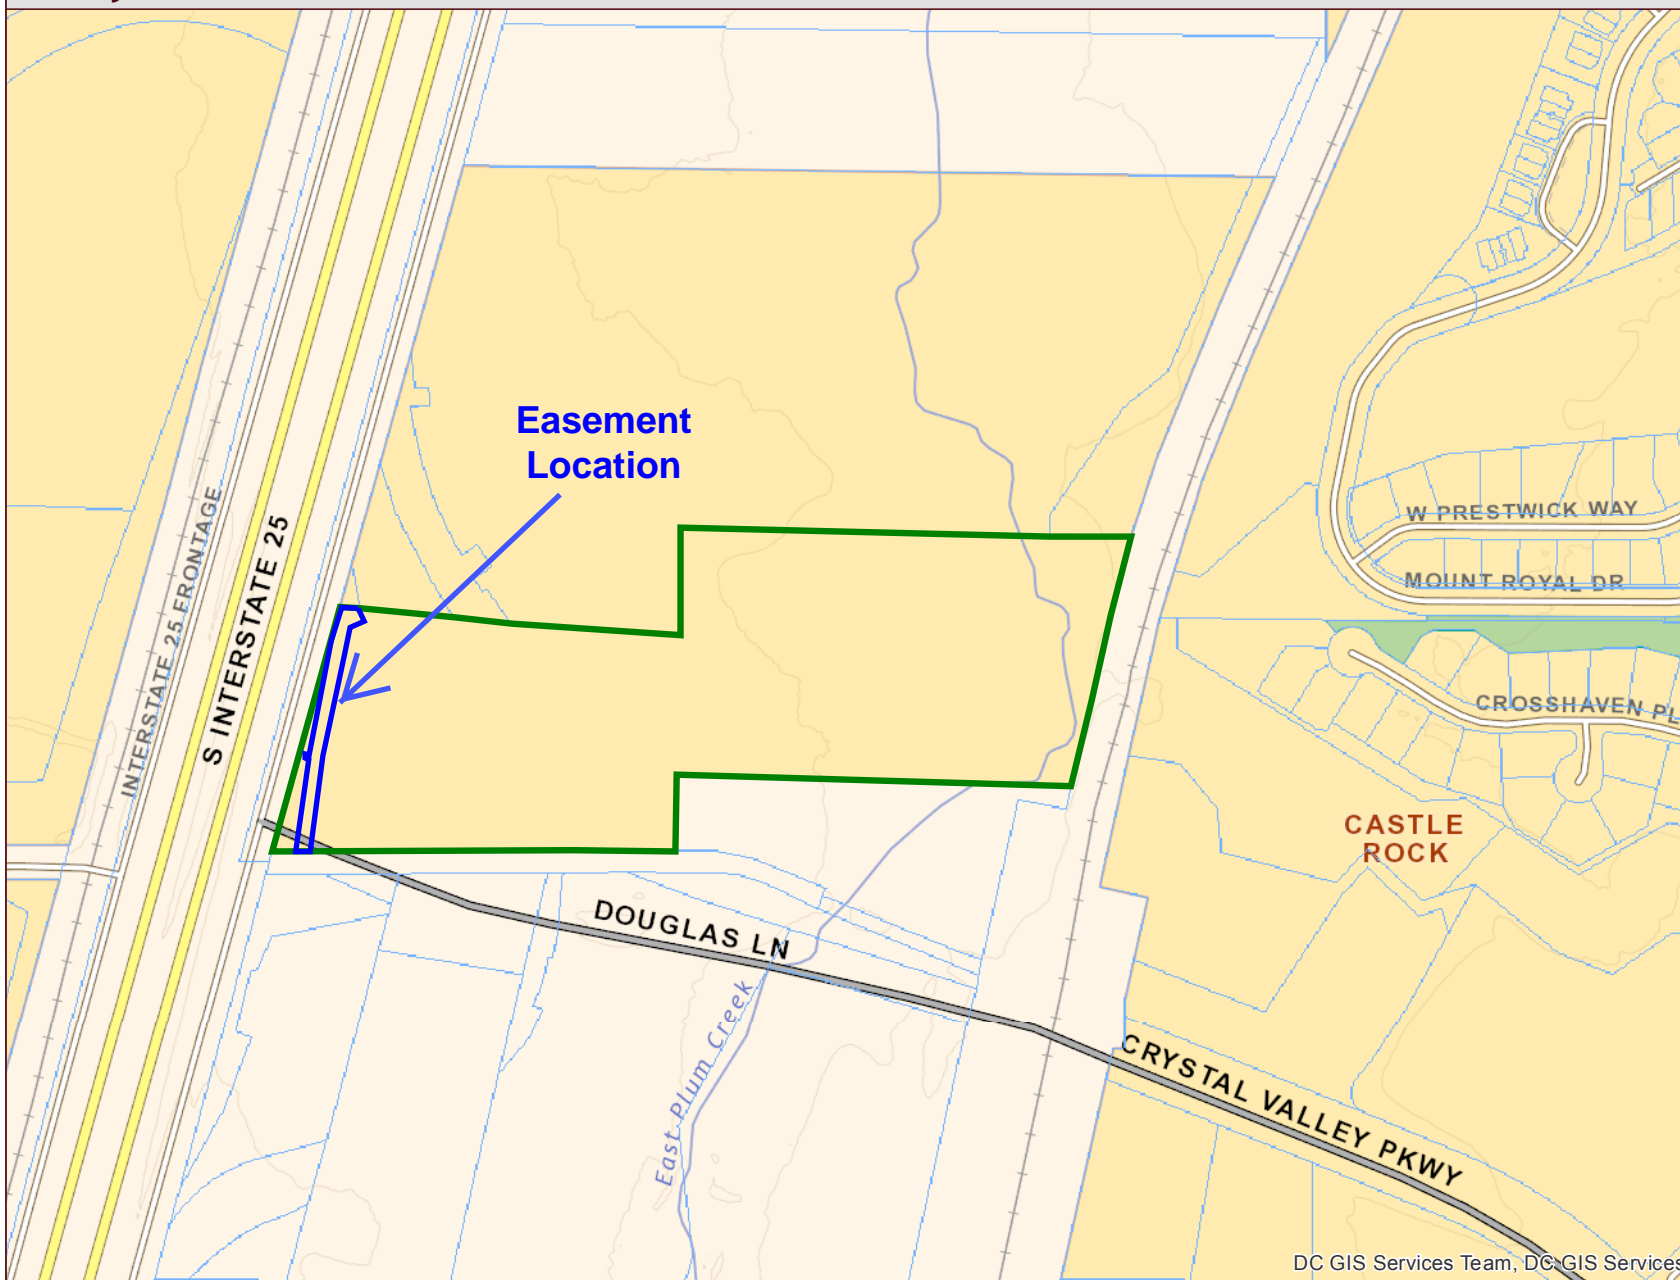 Easement
Location
INTERSTATE 25 FRONTAGE
S INTERSTATE 25
W PRESTWICK WAY
MOUNT ROYAL DR
CROSSHAVEN PL
CASTLE
ROCK
DOUGLAS LN
East Plum Creek
CRYSTAL VALLEY PKWY
DC GIS Services Team, DC GIS Services